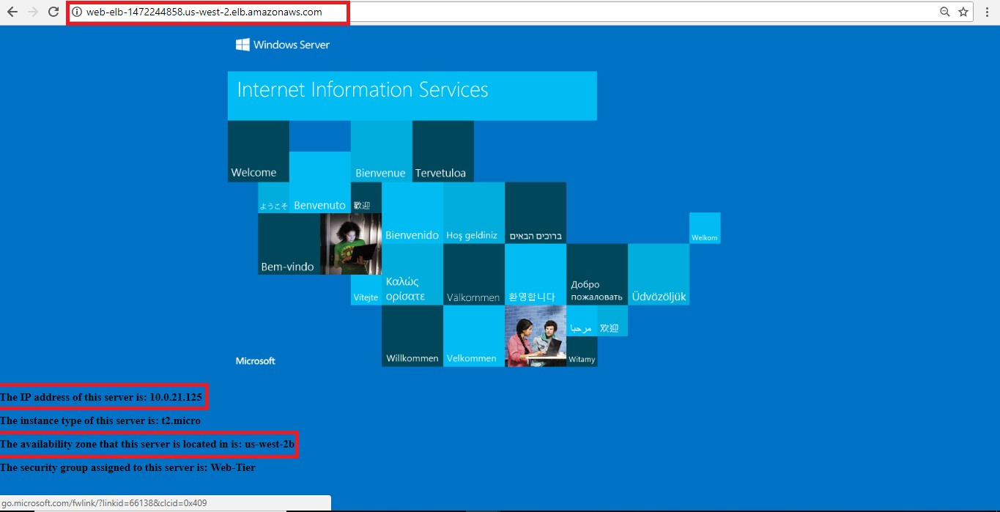 web-elb-1472244858.us-west-2.elb.amazonaws.com
Windows Server
Internet Information Services
Welcome
Bienvenue
Tervetuloa
ようこそ
Benvenuto
歡迎
Bem-vindo
Bienvenido
Hoş geldiniz
ברוכים הבאים
Welkom
Vítejte
Καλώς
ορίσατε
Välkommen
환영합니다
Добро
пожаловать
Üdvözöljük
Willkommen
Velkommen
مرحبا
欢迎
Witamy
Microsoft
The IP address of this server is: 10.0.21.125
The instance type of this server is: t2.micro
The availability zone that this server is located in is: us-west-2b
The security group assigned to this server is: Web-Tier
go.microsoft.com/fwlink/?linkid=66138&clcid=0x409